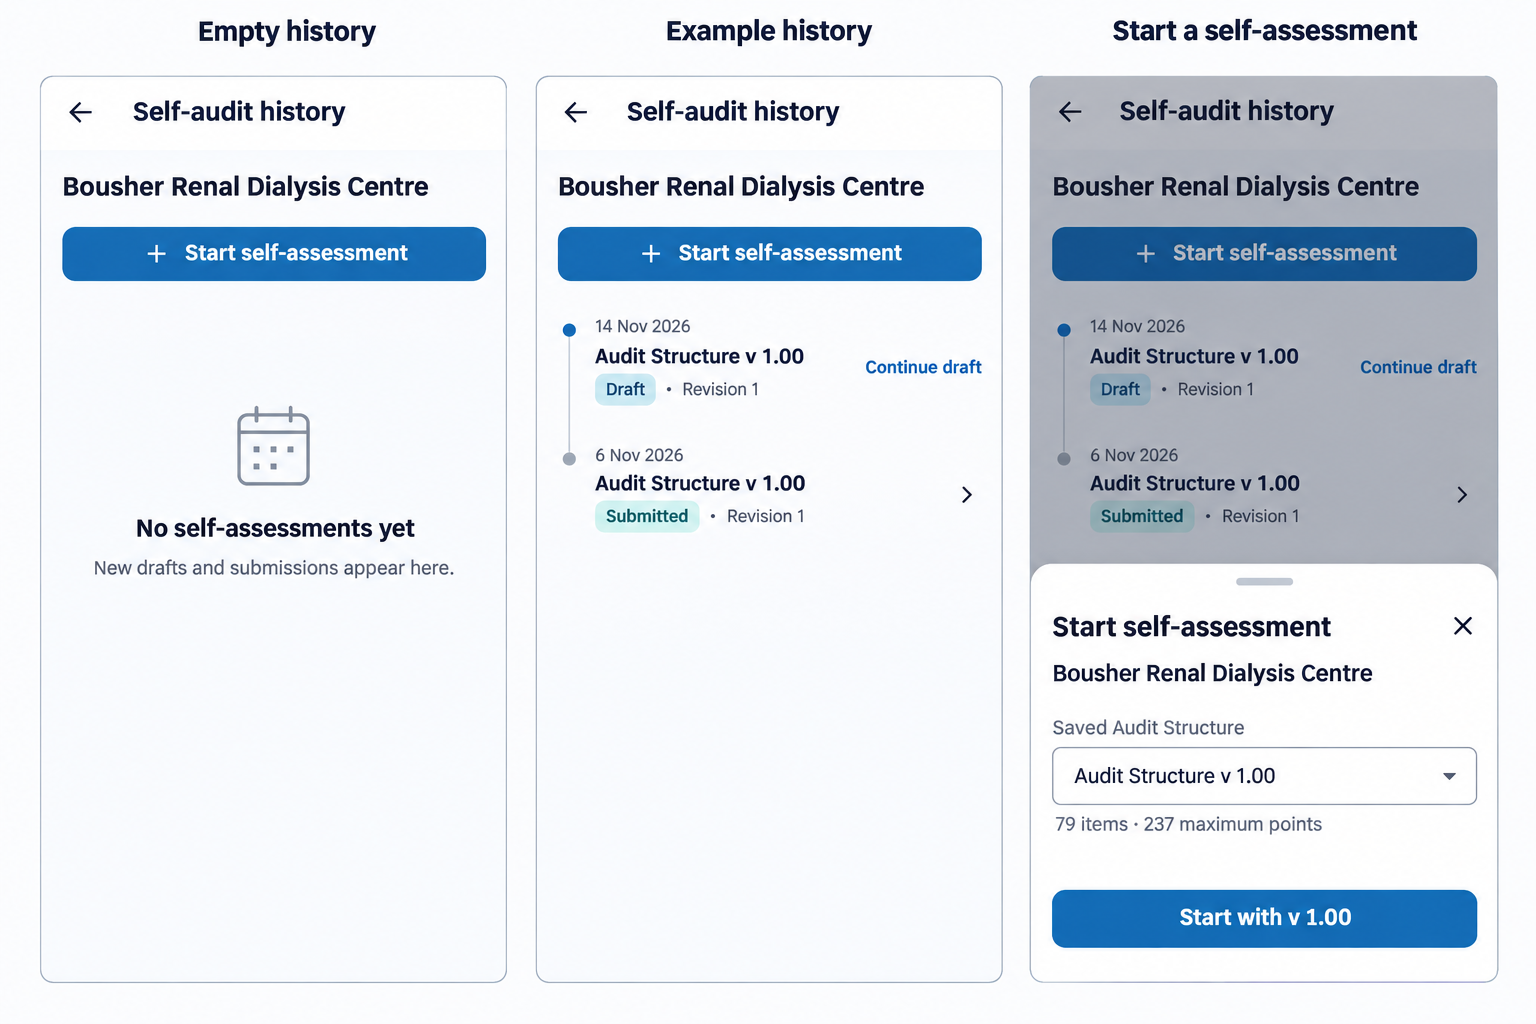 Empty history
Self-audit history
Bousher Renal Dialysis Centre
+ Start self-assessment
No self-assessments yet
New drafts and submissions appear here.
Example history
Self-audit history
Bousher Renal Dialysis Centre
+ Start self-assessment
14 Nov 2026
Audit Structure v 1.00
Continue draft
Draft • Revision 1
6 Nov 2026
Audit Structure v 1.00
Submitted • Revision 1
Start a self-assessment
Self-audit history
Bousher Renal Dialysis Centre
+ Start self-assessment
14 Nov 2026
Audit Structure v 1.00
Continue draft
Draft • Revision 1
6 Nov 2026
Audit Structure v 1.00
Submitted • Revision 1
Start self-assessment
Bousher Renal Dialysis Centre
Saved Audit Structure
Audit Structure v 1.00
79 items · 237 maximum points
Start with v 1.00